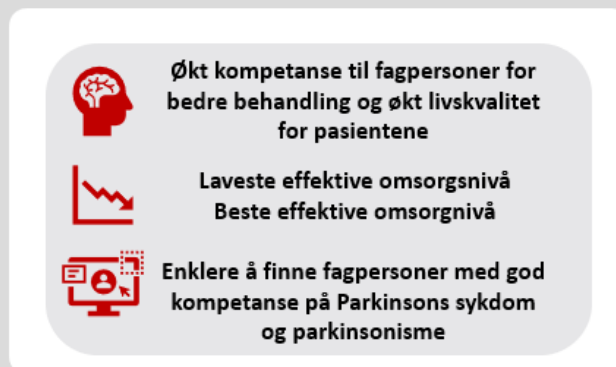 Økt kompetanse til fagpersoner for
bedre behandling og økt livskvalitet
for pasientene
Laveste effektive omsorgsnivå
Beste effektive omsorgnivå
Enklere å finne fagpersoner med god
kompetanse på Parkinsons sykdom
og parkinsonisme